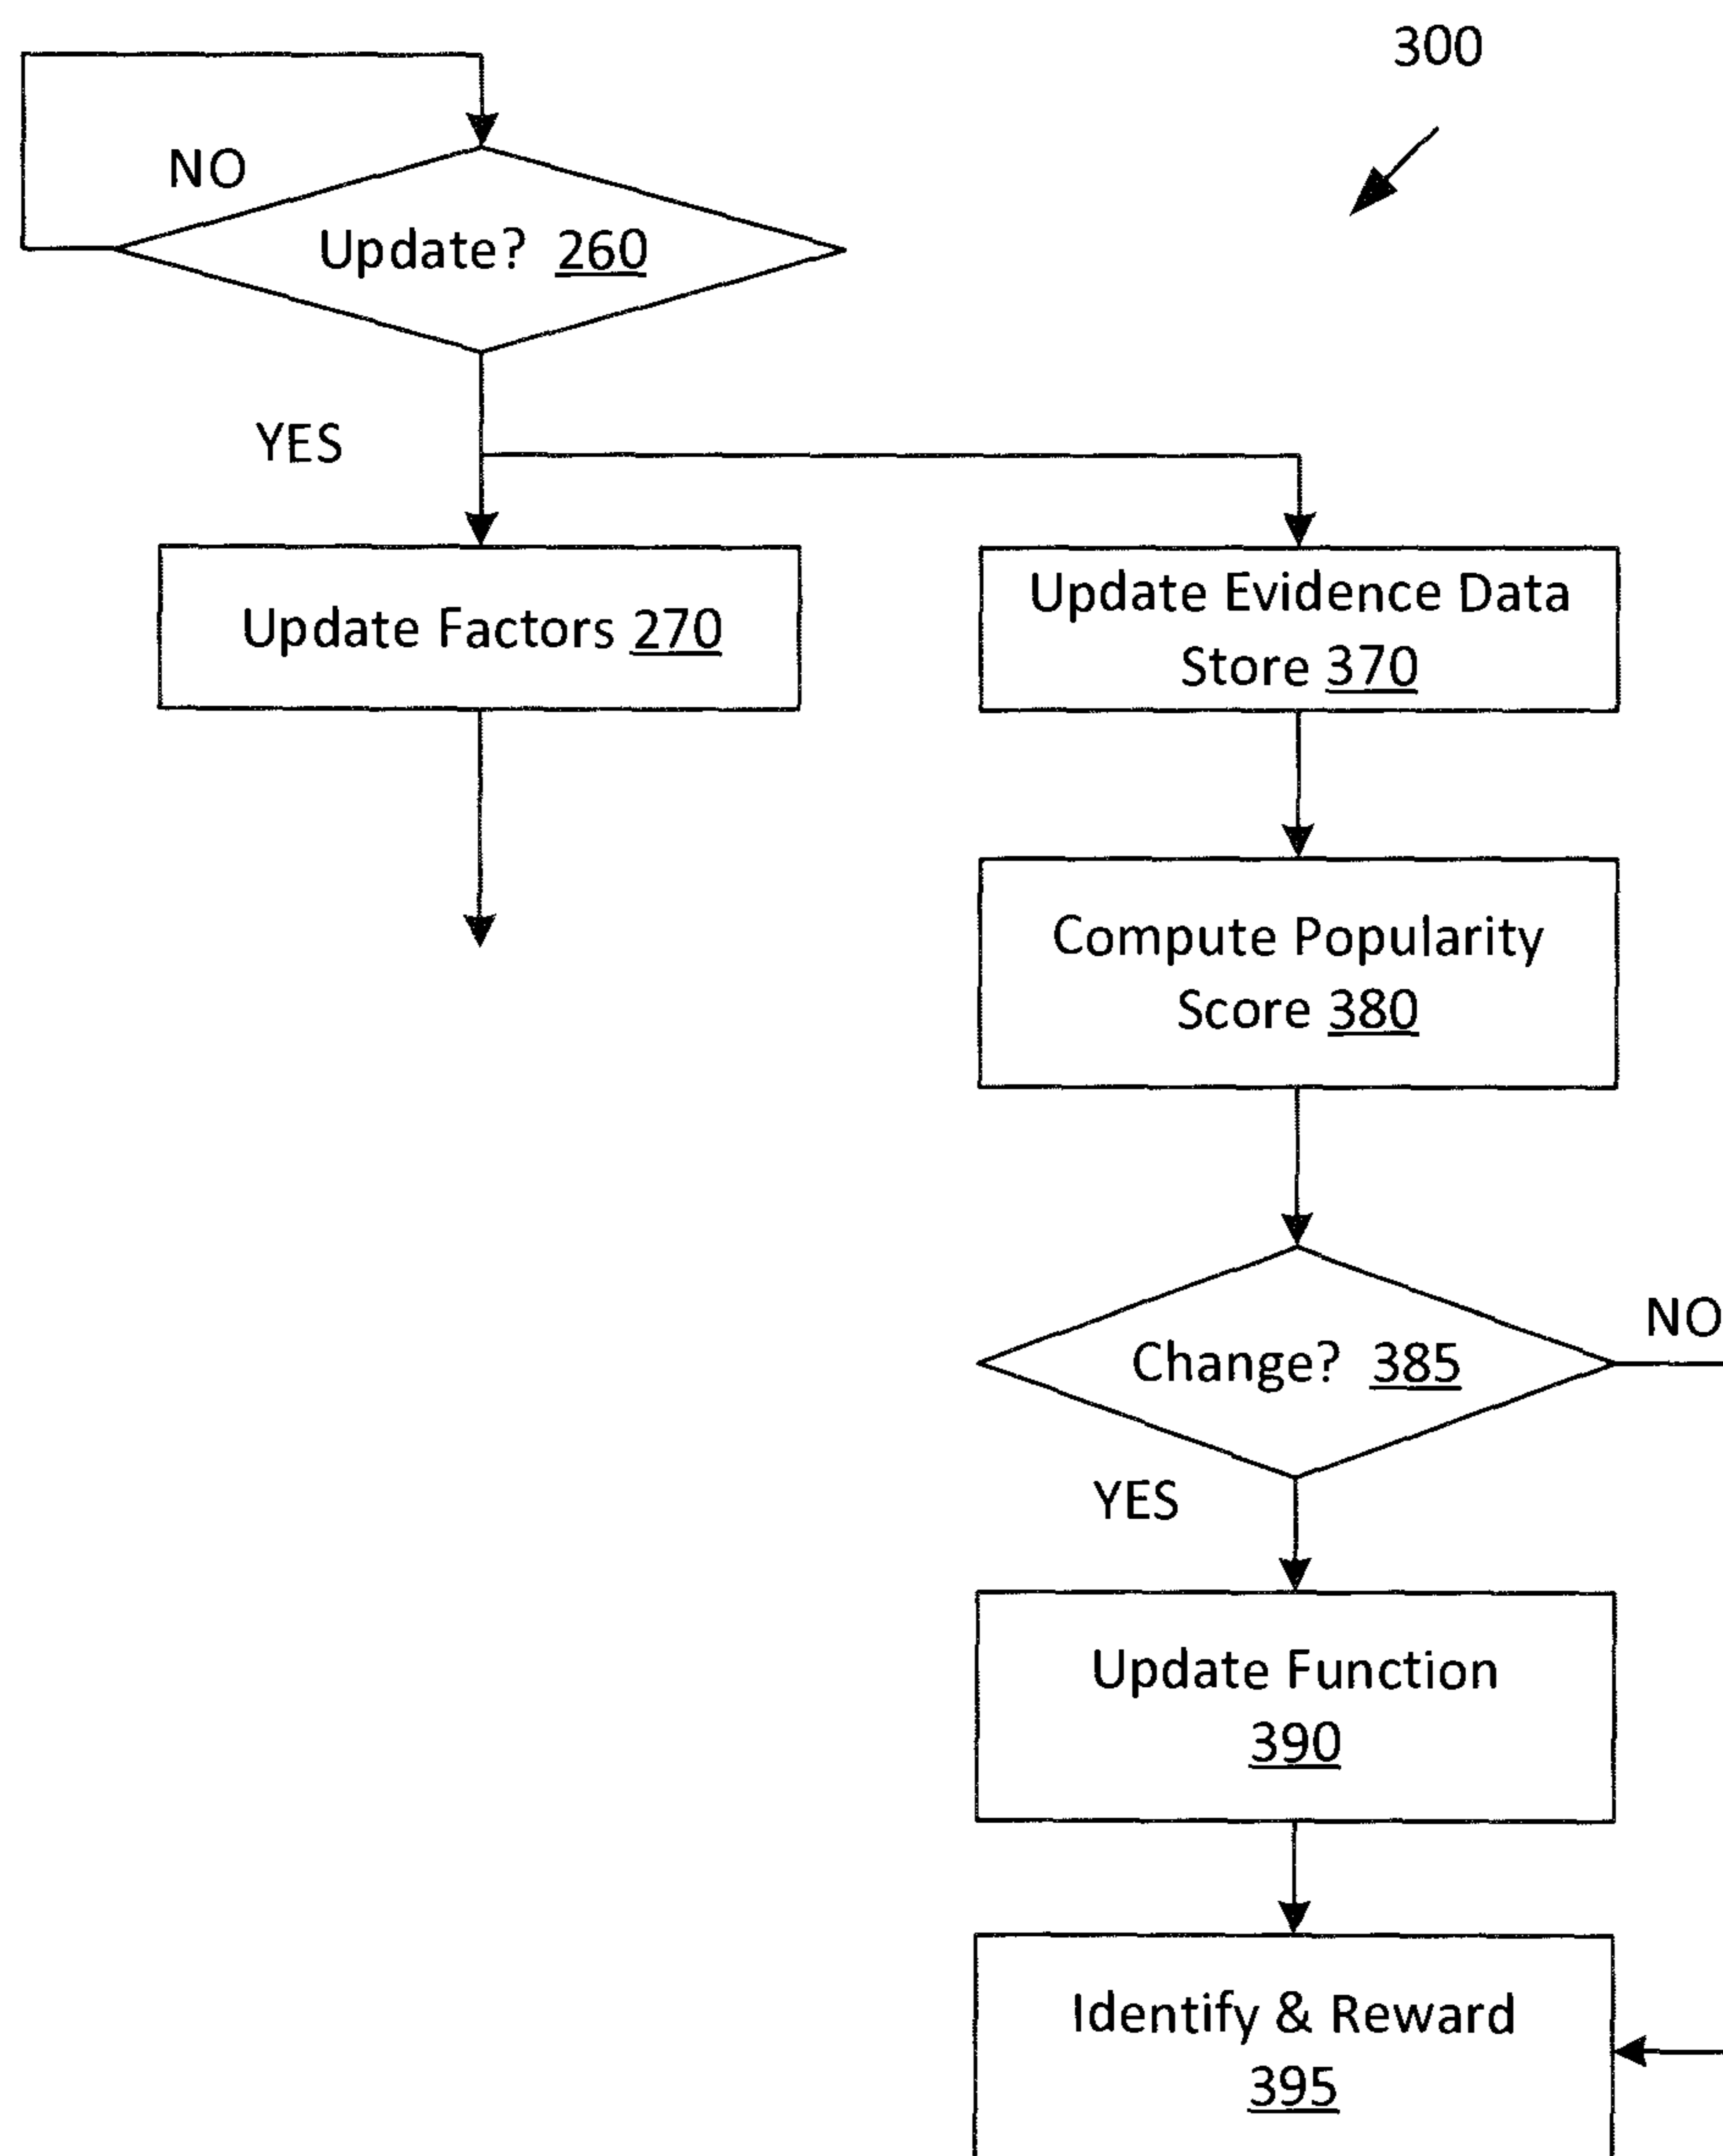 300
NO
Update? 260
YES
Update Factors 270
Update Evidence Data
Store 370
Compute Popularity
Score 380
Change? 385
NO
YES
Update Function
390
Identify & Reward
395